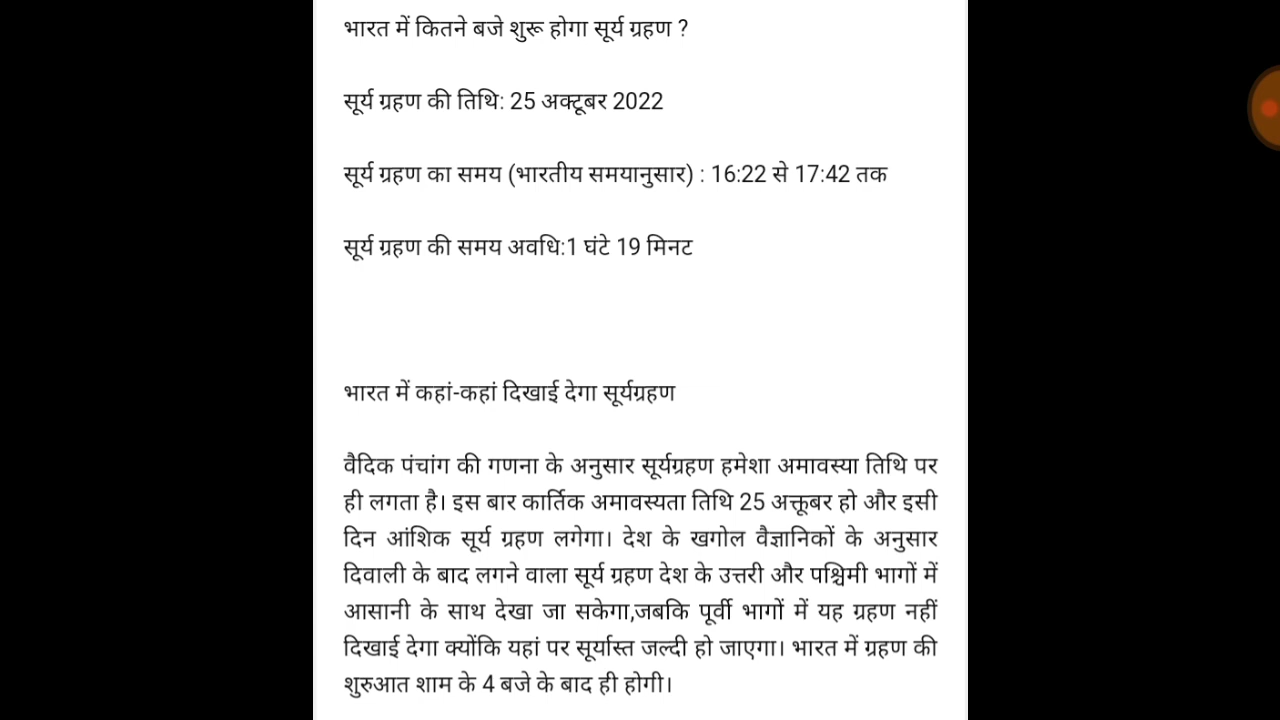 भारत में कितने बजे शुरू होगा सूर्य ग्रहण ?
सूर्य ग्रहण की तिथि: 25 अक्टूबर 2022
सूर्य ग्रहण का समय (भारतीय समयानुसार) : 16:22 से 17:42 तक
सूर्य ग्रहण की समय अवधि:1 घंटे 19 मिनट
भारत में कहां-कहां दिखाई देगा सूर्यग्रहण
वैदिक पंचांग की गणना के अनुसार सूर्यग्रहण हमेशा अमावस्या तिथि पर
ही लगता है। इस बार कार्तिक अमावस्यता तिथि 25 अक्तूबर हो और इसी
दिन आंशिक सूर्य ग्रहण लगेगा। देश के खगोल वैज्ञानिकों के अनुसार
दिवाली के बाद लगने वाला सूर्य ग्रहण देश के उत्तरी और पश्चिमी भागों में
आसानी के साथ देखा जा सकेगा,जबकि पूर्वी भागों में यह ग्रहण नहीं
दिखाई देगा क्योंकि यहां पर सूर्यास्त जल्दी हो जाएगा। भारत में ग्रहण की
शुरुआत शाम के 4 बजे के बाद ही होगी।